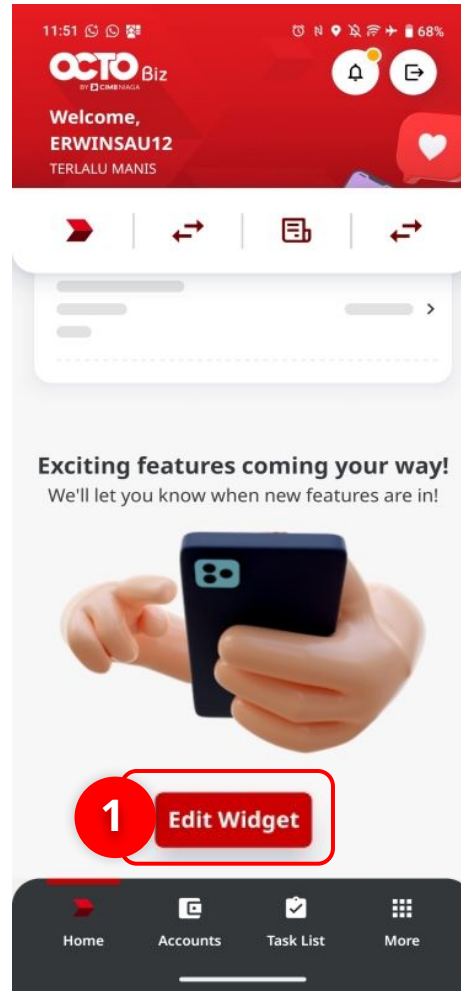 11:51
68%
OCTO Biz
BY CIMB NIAGA
Welcome,
ERWINSAU12
TERLALU MANIS
Exciting features coming your way!
We'll let you know when new features are in!
1
Edit Widget
Home
Accounts
Task List
More